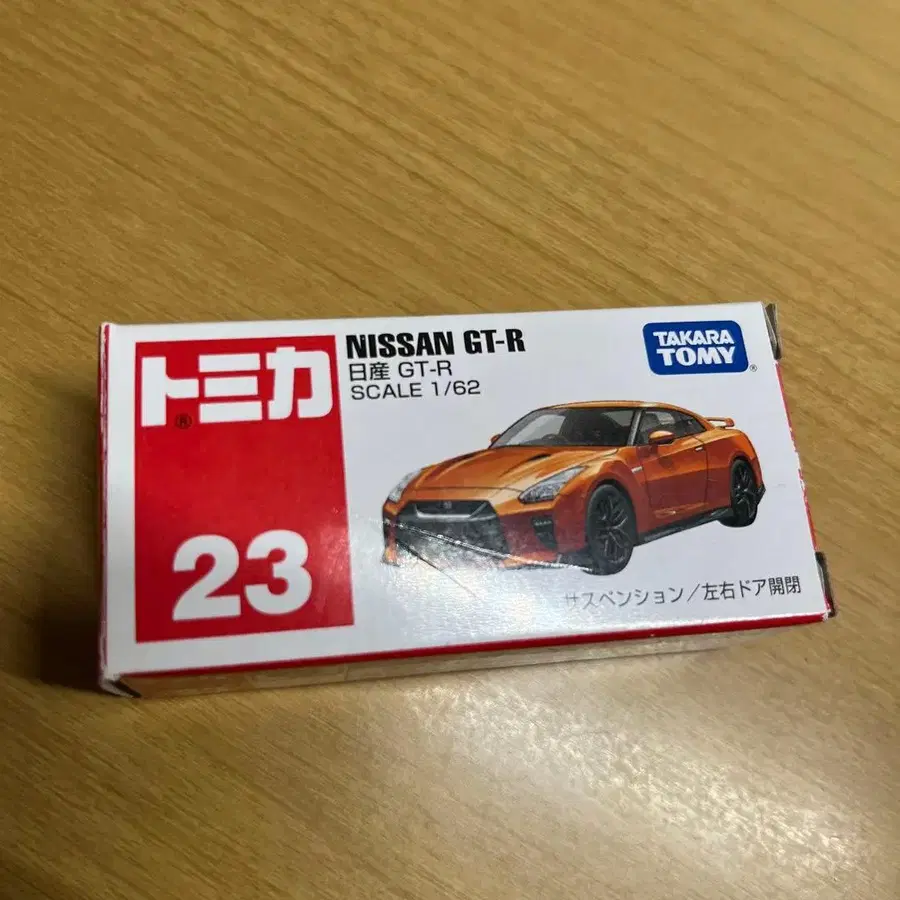 トミカ
®
23
NISSAN GT-R
日産 GT-R
SCALE 1/62
TAKARA
TOMY
®
サスペンション/左右ドア開閉